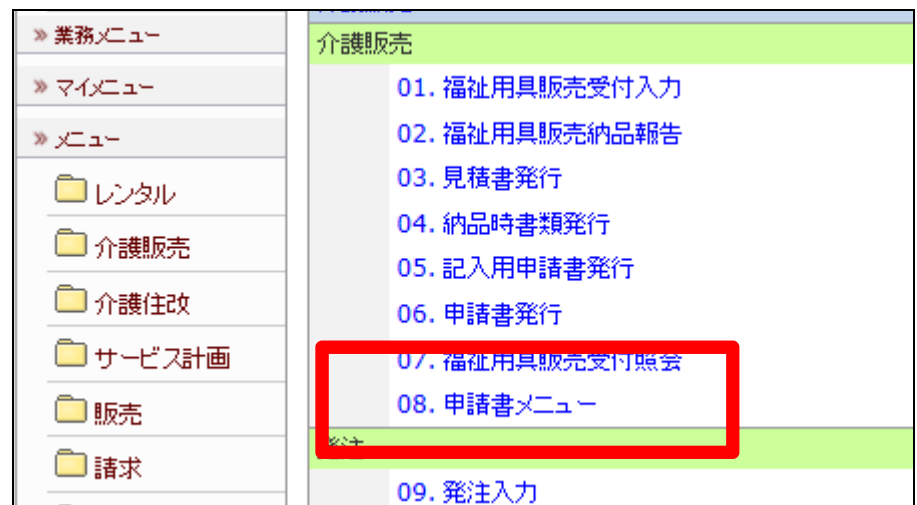 » 業務メニュー
» マイメニュー
» メニュー
レンタル
介護販売
介護住改
サービス計画
販売
請求
介護販売
01. 福祉用具販売受付入力
02. 福祉用具販売納品報告
03. 見積書発行
04. 納品時書類発行
05. 記入用申請書発行
06. 申請書発行
07. 福祉用具販売受付照会
08. 申請書メニュー
発注
09. 発注入力